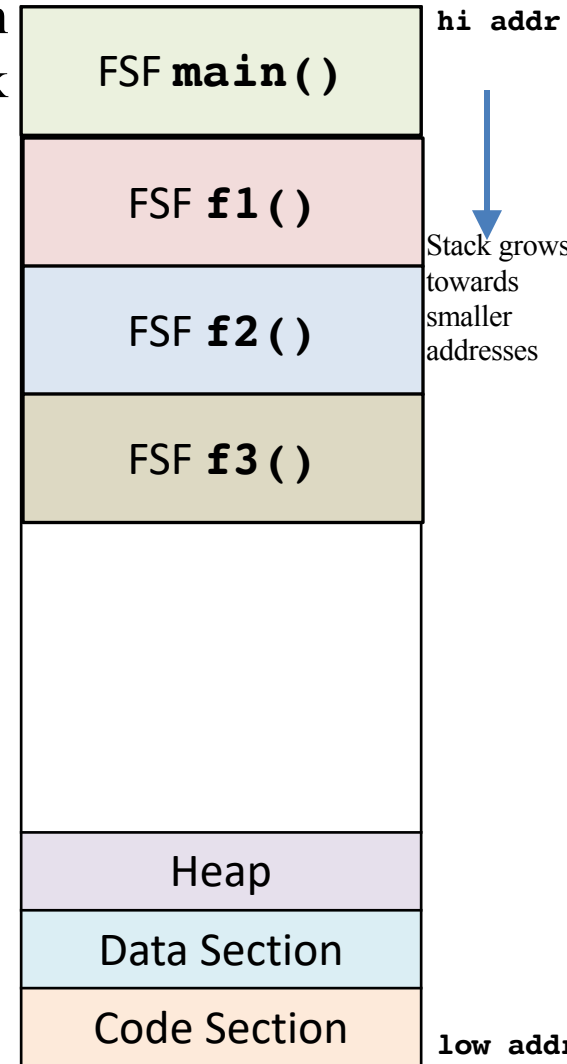 hi addr
FSF main()
FSF f1()
Stack grows
towards
smaller
addresses
FSF f2()
FSF f3()
Heap
Data Section
Code Section
low addr